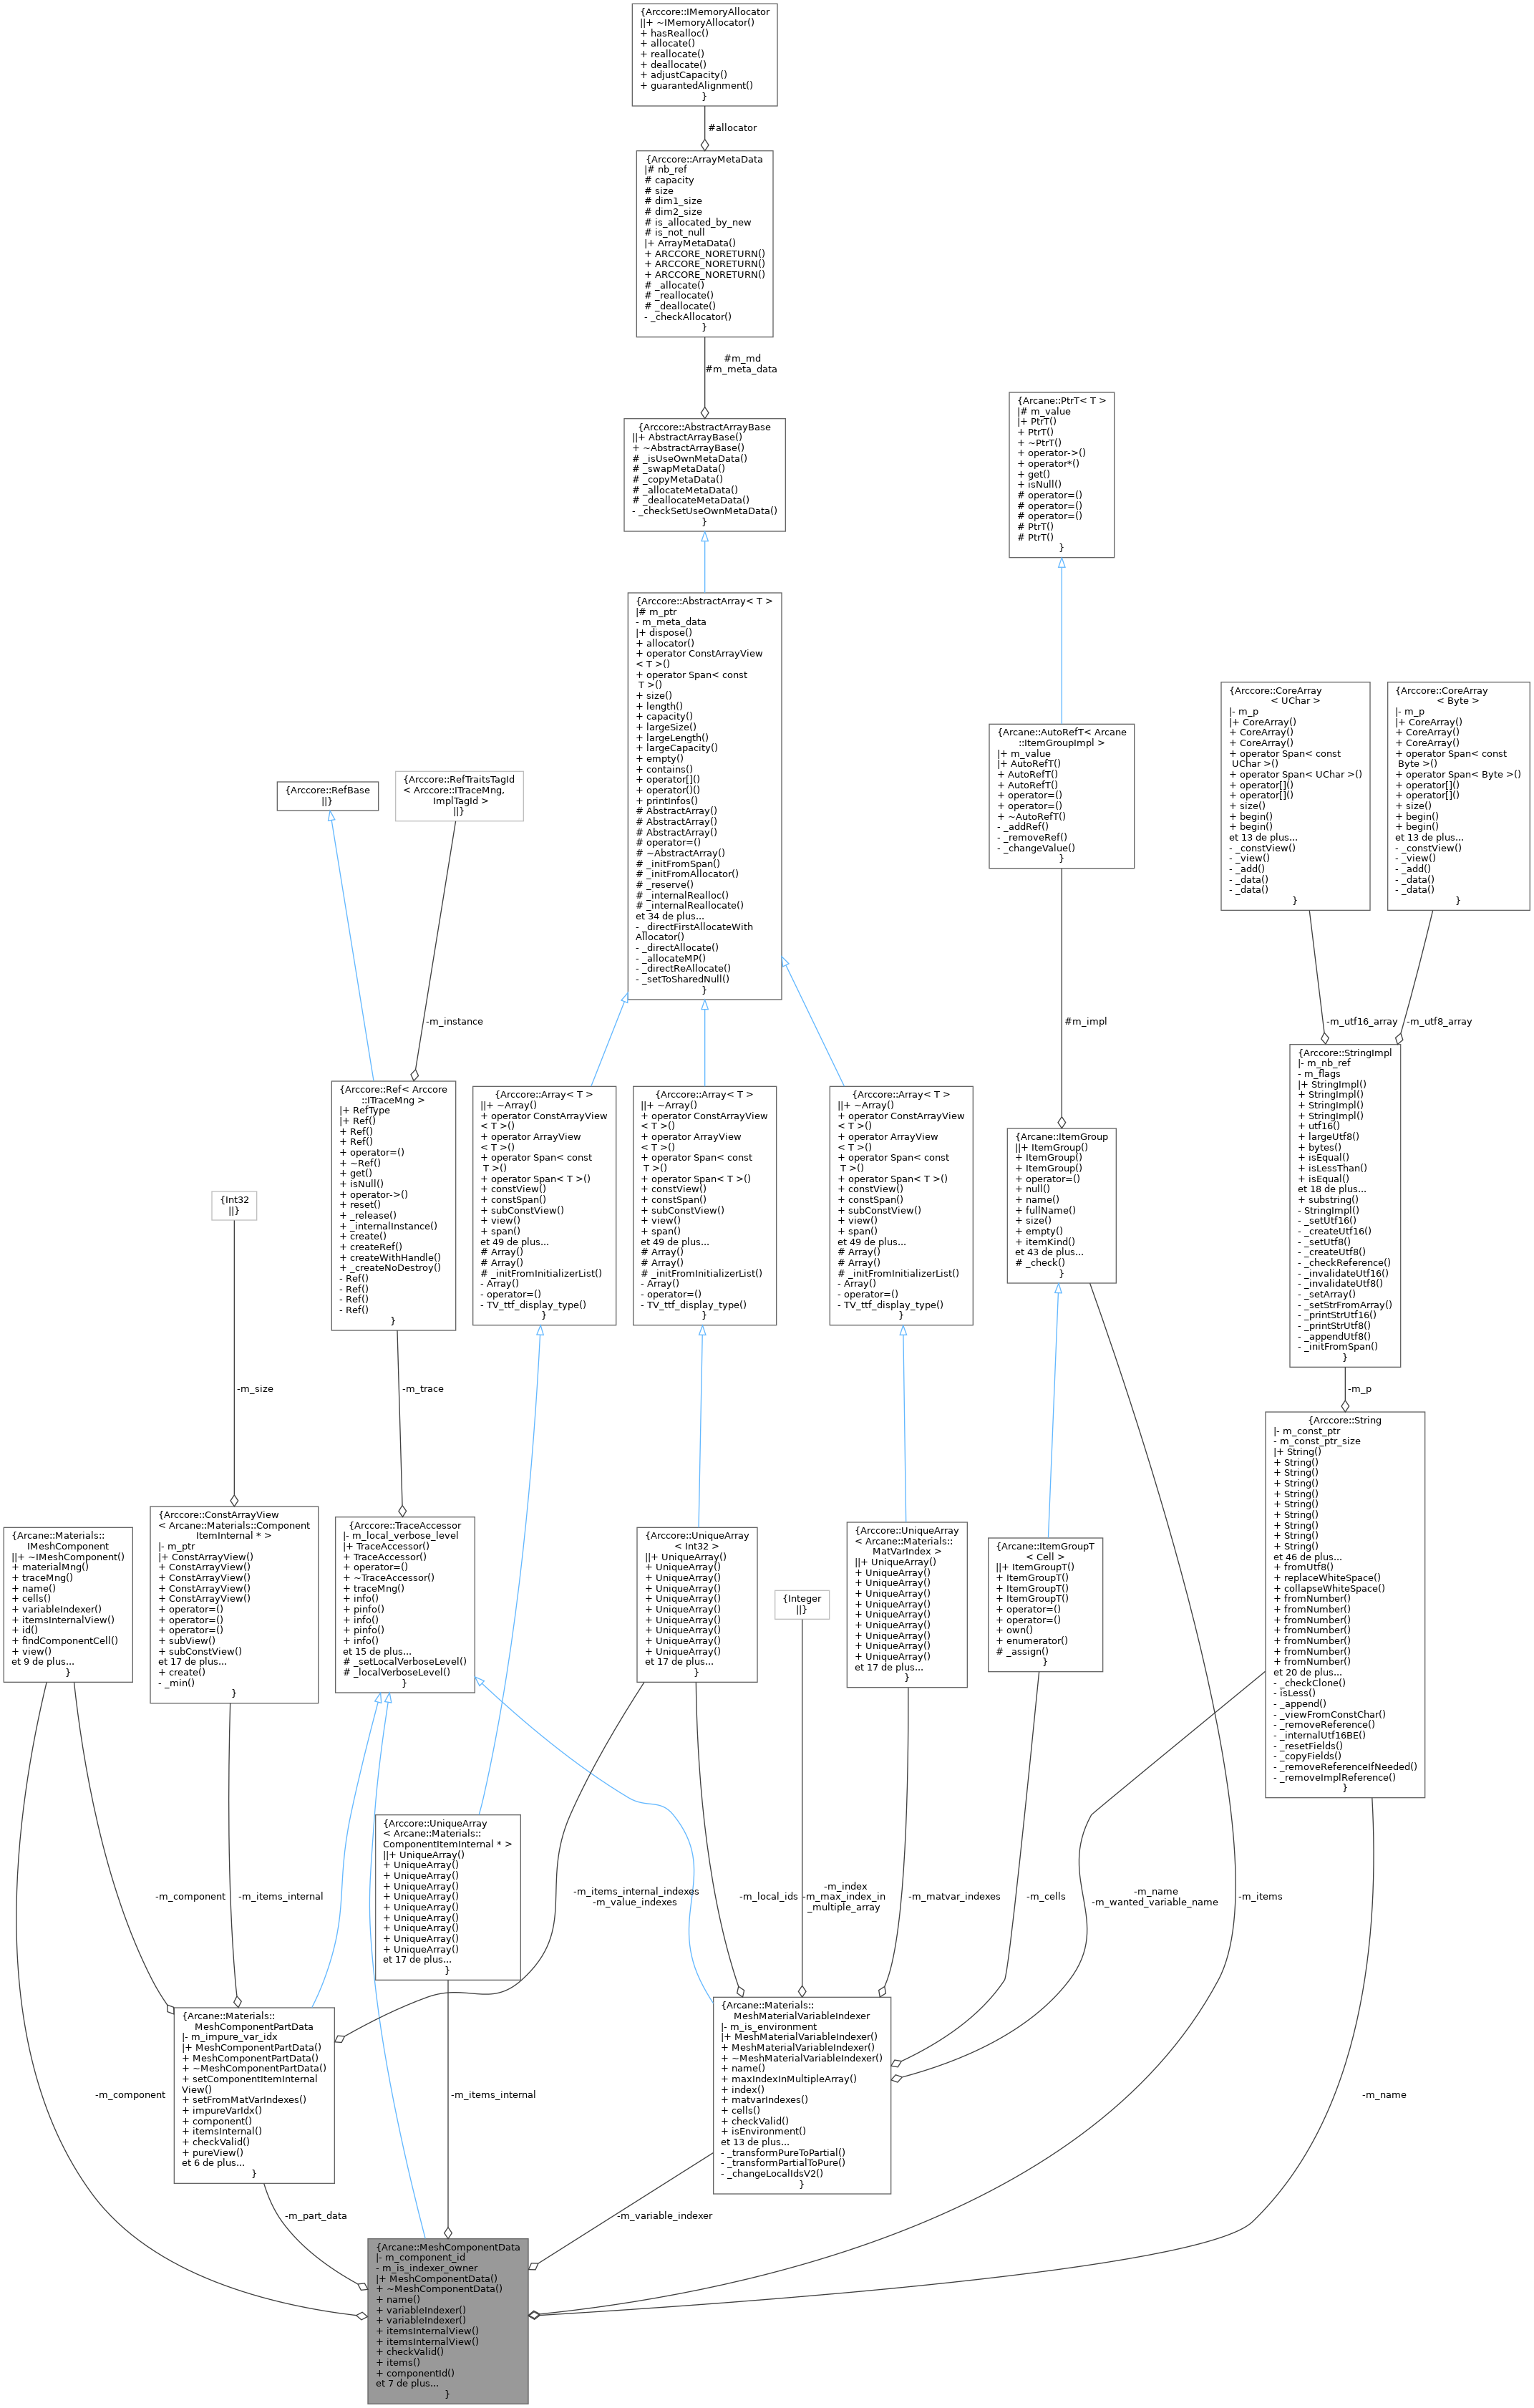 {Arccore::IMemoryAllocator
||+ ~IMemoryAllocator()
+ hasRealloc()
+ allocate()
+ reallocate()
+ deallocate()
+ adjustCapacity()
+ guarantedAlignment()
}
#allocator
{Arccore::ArrayMetaData
|# nb_ref
# capacity
# size
# dim1_size
# dim2_size
# is_allocated_by_new
# is_not_null
|+ ArrayMetaData()
+ ARCCORE_NORETURN()
+ ARCCORE_NORETURN()
+ ARCCORE_NORETURN()
# _allocate()
# _reallocate()
# _deallocate()
- _checkAllocator()
}
#m_md
#m_meta_data
{Arccore::AbstractArrayBase
||+ AbstractArrayBase()
+ ~AbstractArrayBase()
# _isUseOwnMetaData()
# _swapMetaData()
# _copyMetaData()
# _allocateMetaData()
# _deallocateMetaData()
- _checkSetUseOwnMetaData()
}
{Arcane::PtrT< T >
|# m_value
|+ PtrT()
+ PtrT()
+ ~PtrT()
+ operator->()
+ operator*()
+ get()
+ isNull()
# operator=()
# operator=()
# operator=()
# PtrT()
# PtrT()
}
{Arccore::AbstractArray< T >
|# m_ptr
- m_meta_data
|+ dispose()
+ allocator()
+ operator ConstArrayView
< T >()
+ operator Span< const
T >()
+ size()
+ length()
+ capacity()
+ largeSize()
+ largeLength()
+ largeCapacity()
+ empty()
+ contains()
+ operator[]()
+ operator()()
+ printInfos()
# AbstractArray()
# AbstractArray()
# AbstractArray()
# operator=()
# ~AbstractArray()
# _initFromSpan()
# _initFromAllocator()
# _reserve()
# _internalRealloc()
# _internalReallocate()
et 34 de plus...
- _directFirstAllocateWith
Allocator()
- _directAllocate()
- _allocateMP()
- _directReAllocate()
- _setToSharedNull()
}
{Arcane::AutoRefT< Arcane
::ItemGroupImpl >
|+ m_value
|+ AutoRefT()
+ AutoRefT()
+ AutoRefT()
+ operator=()
+ operator=()
+ ~AutoRefT()
- _addRef()
- _removeRef()
- _changeValue()
}
{Arccore::CoreArray
< UChar >
|- m_p
|+ CoreArray()
+ CoreArray()
+ CoreArray()
+ operator Span< const
UChar >()
+ operator Span< UChar >()
+ operator[]()
+ operator[]()
+ size()
+ begin()
+ begin()
et 13 de plus...
- _constView()
- _view()
- _add()
- _data()
- _data()
}
{Arccore::CoreArray
< Byte >
|- m_p
|+ CoreArray()
+ CoreArray()
+ CoreArray()
+ operator Span< const
Byte >()
+ operator Span< Byte >()
+ operator[]()
+ operator[]()
+ size()
+ begin()
+ begin()
et 13 de plus...
- _constView()
- _view()
- _add()
- _data()
- _data()
}
{Arccore::RefBase
||}
{Arccore::RefTraitsTagId
< Arccore::ITraceMng,
ImplTagId >
||}
-m_instance
#m_impl
-m_utf16_array
-m_utf8_array
{Arccore::Ref< Arccore
::ITraceMng >
|+ RefType
|+ Ref()
+ Ref()
+ Ref()
+ operator=()
+ ~Ref()
+ get()
+ isNull()
+ operator->()
+ reset()
+ _release()
+ _internalInstance()
+ create()
+ createRef()
+ createWithHandle()
+ _createNoDestroy()
- Ref()
- Ref()
- Ref()
- Ref()
}
{Arccore::Array< T >
||+ ~Array()
+ operator ConstArrayView
< T >()
+ operator ArrayView
< T >()
+ operator Span< const
T >()
+ operator Span< T >()
+ constView()
+ constSpan()
+ subConstView()
+ view()
+ span()
et 49 de plus...
# Array()
# Array()
# _initFromInitializerList()
- Array()
- operator=()
- TV_ttf_display_type()
}
{Arccore::Array< T >
||+ ~Array()
+ operator ConstArrayView
< T >()
+ operator ArrayView
< T >()
+ operator Span< const
T >()
+ operator Span< T >()
+ constView()
+ constSpan()
+ subConstView()
+ view()
+ span()
et 49 de plus...
# Array()
# Array()
# _initFromInitializerList()
- Array()
- operator=()
- TV_ttf_display_type()
}
{Arccore::Array< T >
||+ ~Array()
+ operator ConstArrayView
< T >()
+ operator ArrayView
< T >()
+ operator Span< const
T >()
+ operator Span< T >()
+ constView()
+ constSpan()
+ subConstView()
+ view()
+ span()
et 49 de plus...
# Array()
# Array()
# _initFromInitializerList()
- Array()
- operator=()
- TV_ttf_display_type()
}
{Arcane::ItemGroup
||+ ItemGroup()
+ ItemGroup()
+ ItemGroup()
+ operator=()
+ null()
+ name()
+ fullName()
+ size()
+ empty()
+ itemKind()
et 43 de plus...
# _check()
}
{Arccore::StringImpl
|- m_nb_ref
- m_flags
|+ StringImpl()
+ StringImpl()
+ StringImpl()
+ StringImpl()
+ utf16()
+ largeUtf8()
+ bytes()
+ isEqual()
+ isLessThan()
+ isEqual()
et 18 de plus...
+ substring()
- StringImpl()
- _setUtf16()
- _createUtf16()
- _setUtf8()
- _createUtf8()
- _checkReference()
- _invalidateUtf16()
- _invalidateUtf8()
- _setArray()
- _setStrFromArray()
- _printStrUtf16()
- _printStrUtf8()
- _appendUtf8()
- _initFromSpan()
}
{Int32
||}
-m_size
-m_trace
-m_p
{Arccore::String
|- m_const_ptr
- m_const_ptr_size
|+ String()
+ String()
+ String()
+ String()
+ String()
+ String()
+ String()
+ String()
+ String()
+ String()
et 46 de plus...
+ fromUtf8()
+ replaceWhiteSpace()
+ collapseWhiteSpace()
+ fromNumber()
+ fromNumber()
+ fromNumber()
+ fromNumber()
+ fromNumber()
+ fromNumber()
+ fromNumber()
et 20 de plus...
- _checkClone()
- isLess()
- _append()
- _viewFromConstChar()
- _removeReference()
- _internalUtf16BE()
- _resetFields()
- _copyFields()
- _removeReferenceIfNeeded()
- _removeImplReference()
}
{Arcane::Materials::
IMeshComponent
||+ ~IMeshComponent()
+ materialMng()
+ traceMng()
+ name()
+ cells()
+ variableIndexer()
+ itemsInternalView()
+ id()
+ findComponentCell()
+ view()
et 9 de plus...
}
{Arccore::ConstArrayView
< Arcane::Materials::Component
ItemInternal * >
|- m_ptr
|+ ConstArrayView()
+ ConstArrayView()
+ ConstArrayView()
+ ConstArrayView()
+ ConstArrayView()
+ operator=()
+ operator=()
+ operator=()
+ subView()
+ subConstView()
et 17 de plus...
+ create()
- _min()
}
{Arccore::TraceAccessor
|- m_local_verbose_level
|+ TraceAccessor()
+ TraceAccessor()
+ operator=()
+ ~TraceAccessor()
+ traceMng()
+ info()
+ pinfo()
+ info()
+ pinfo()
+ info()
et 15 de plus...
# _setLocalVerboseLevel()
# _localVerboseLevel()
}
{Arccore::UniqueArray
< Int32 >
||+ UniqueArray()
+ UniqueArray()
+ UniqueArray()
+ UniqueArray()
+ UniqueArray()
+ UniqueArray()
+ UniqueArray()
+ UniqueArray()
+ UniqueArray()
+ UniqueArray()
et 17 de plus...
}
{Integer
||}
{Arccore::UniqueArray
< Arcane::Materials::
MatVarIndex >
||+ UniqueArray()
+ UniqueArray()
+ UniqueArray()
+ UniqueArray()
+ UniqueArray()
+ UniqueArray()
+ UniqueArray()
+ UniqueArray()
+ UniqueArray()
+ UniqueArray()
et 17 de plus...
}
{Arcane::ItemGroupT
< Cell >
||+ ItemGroupT()
+ ItemGroupT()
+ ItemGroupT()
+ ItemGroupT()
+ operator=()
+ operator=()
+ own()
+ enumerator()
# _assign()
}
{Arccore::UniqueArray
< Arcane::Materials::
ComponentItemInternal * >
||+ UniqueArray()
+ UniqueArray()
+ UniqueArray()
+ UniqueArray()
+ UniqueArray()
+ UniqueArray()
+ UniqueArray()
+ UniqueArray()
+ UniqueArray()
+ UniqueArray()
et 17 de plus...
}
-m_component
-m_items_internal
-m_items_internal_indexes
-m_value_indexes
-m_local_ids
-m_index
-m_max_index_in
_multiple_array
-m_matvar_indexes
-m_cells
-m_name
-m_wanted_variable_name
-m_items
{Arcane::Materials::
MeshComponentPartData
|- m_impure_var_idx
|+ MeshComponentPartData()
+ MeshComponentPartData()
+ ~MeshComponentPartData()
+ setComponentItemInternal
View()
+ setFromMatVarIndexes()
+ impureVarIdx()
+ component()
+ itemsInternal()
+ checkValid()
+ pureView()
et 6 de plus...
}
{Arcane::Materials::
MeshMaterialVariableIndexer
|- m_is_environment
|+ MeshMaterialVariableIndexer()
+ MeshMaterialVariableIndexer()
+ ~MeshMaterialVariableIndexer()
+ name()
+ maxIndexInMultipleArray()
+ index()
+ matvarIndexes()
+ cells()
+ checkValid()
+ isEnvironment()
et 13 de plus...
- _transformPureToPartial()
- _transformPartialToPure()
- _changeLocalIdsV2()
}
-m_component
-m_items_internal
-m_name
-m_part_data
-m_variable_indexer
{Arcane::MeshComponentData
|- m_component_id
- m_is_indexer_owner
|+ MeshComponentData()
+ ~MeshComponentData()
+ name()
+ variableIndexer()
+ variableIndexer()
+ itemsInternalView()
+ itemsInternalView()
+ checkValid()
+ items()
+ componentId()
et 7 de plus...
}